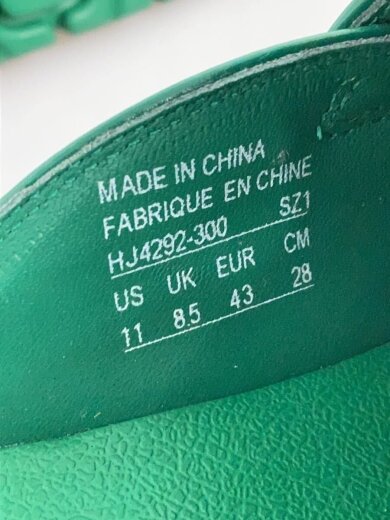 MADE IN CHINA
FABRIQUE EN CHINE
HJ4292-300 SZ1
US UK EUR CM
11 8.5 43 28